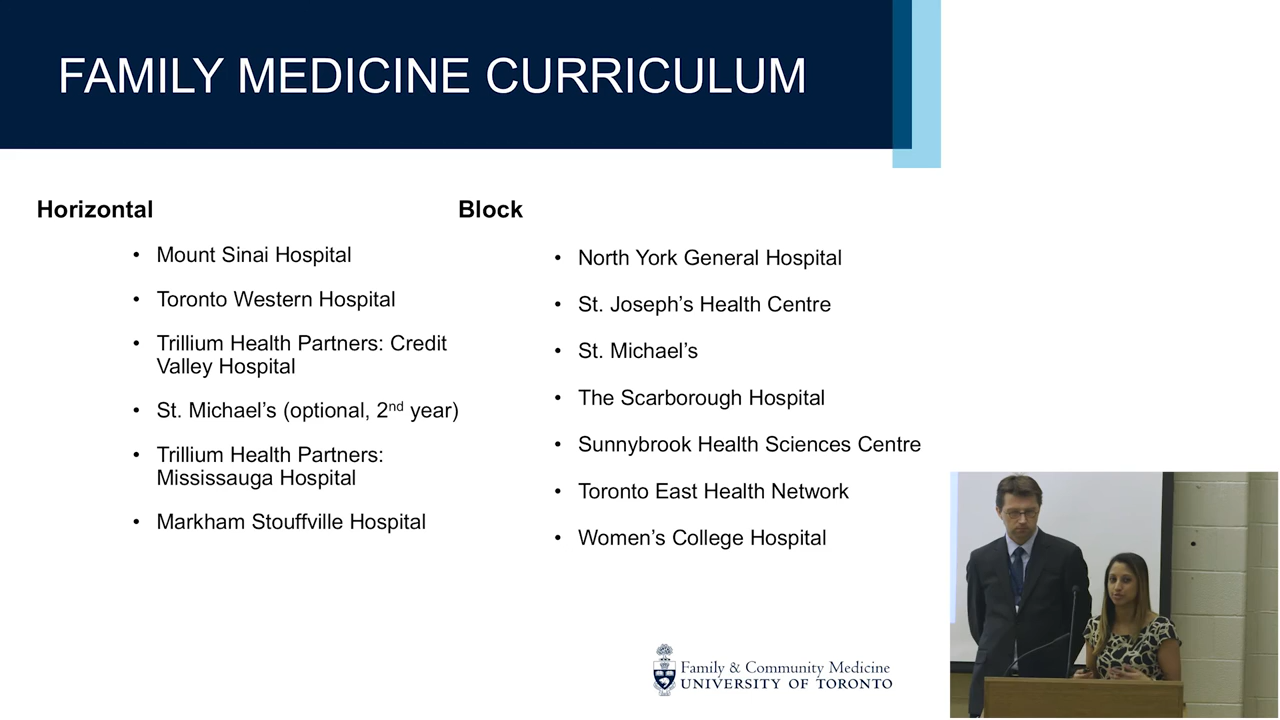 FAMILY MEDICINE CURRICULUM
Horizontal
• Mount Sinai Hospital
• Toronto Western Hospital
• Trillium Health Partners: Credit
Valley Hospital
• St. Michael’s (optional, 2nd year)
• Trillium Health Partners:
Mississauga Hospital
• Markham Stouffville Hospital
Block
• North York General Hospital
• St. Joseph’s Health Centre
• St. Michael’s
• The Scarborough Hospital
• Sunnybrook Health Sciences Centre
• Toronto East Health Network
• Women’s College Hospital
Family & Community Medicine
UNIVERSITY OF TORONTO